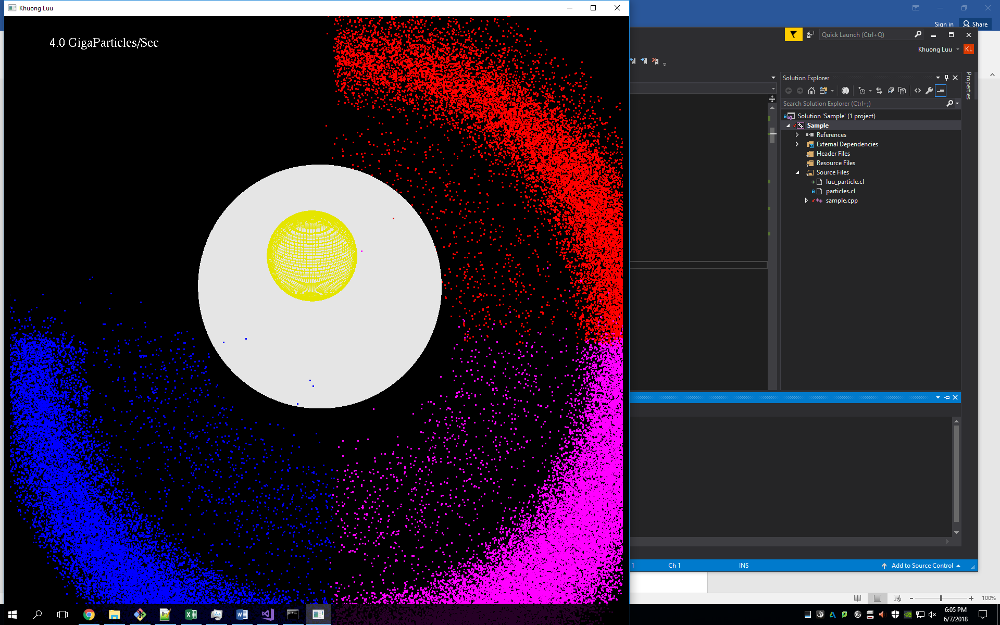 Khuong Luu
4.0 GigaParticles/Sec
Sign in
Share
Quick Launch (Ctrl+Q)
Khuong Luu
KL
Properties
Solution Explorer
Search Solution Explorer (Ctrl+;)
Solution 'Sample' (1 project)
Sample
References
External Dependencies
Header Files
Resource Files
Source Files
luu_particle.cl
particles.cl
sample.cpp
1
Ch 1
INS
Add to Source Control
100%
6:05 PM
6/7/2018